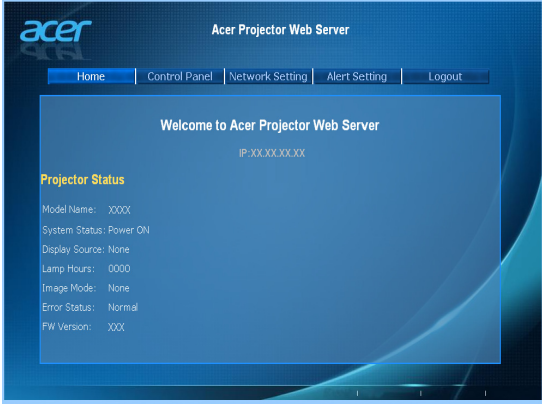 acer
Acer Projector Web Server
Home Control Panel Network Setting Alert Setting Logout
Welcome to Acer Projector Web Server
IP:XX.XX.XX.XX
Projector Status
Model Name: XXXX
System Status: Power ON
Display Source: None
Lamp Hours: 0000
Image Mode: None
Error Status: Normal
FW Version: XXX